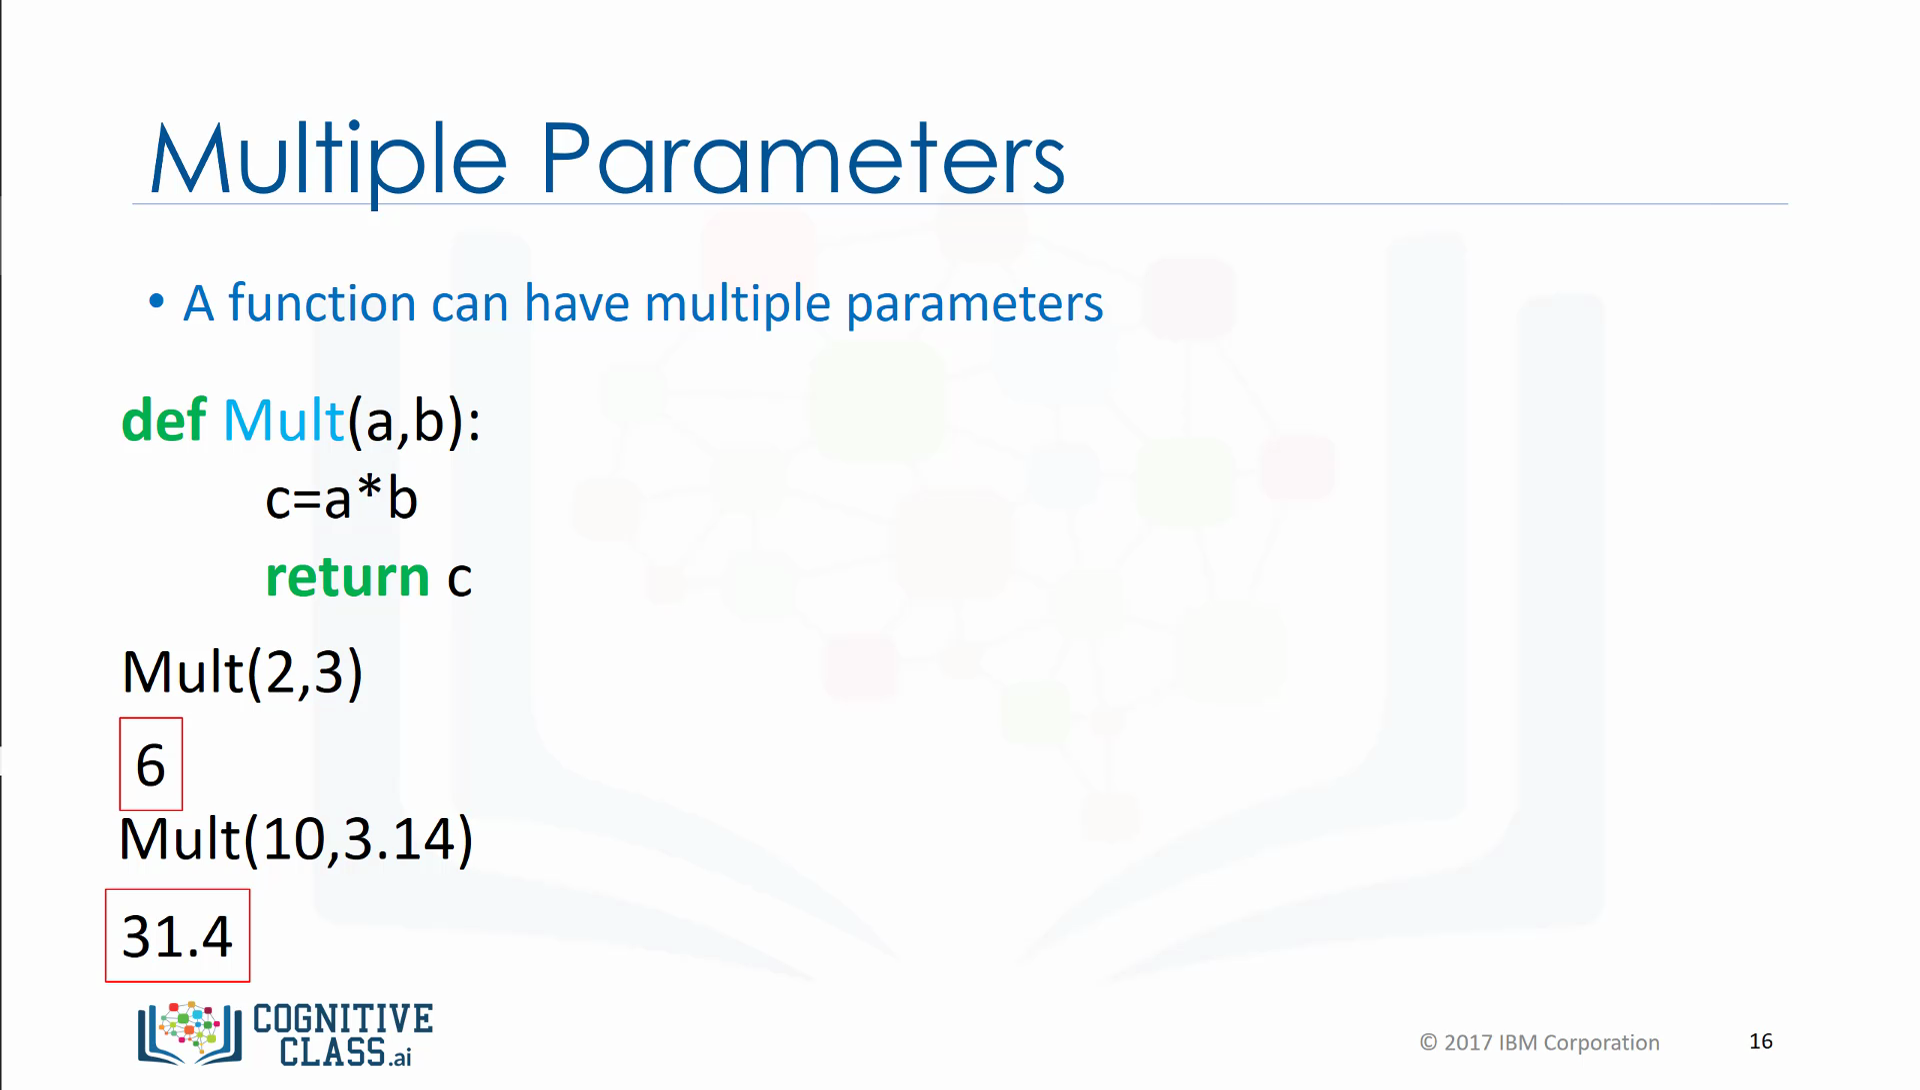 Multiple Parameters
• A function can have multiple parameters
def Mult(a,b):
c=a*b
return c
Mult(2,3)
6
Mult(10,3.14)
31.4
COGNITIVE
CLASS.ai
© 2017 IBM Corporation 16